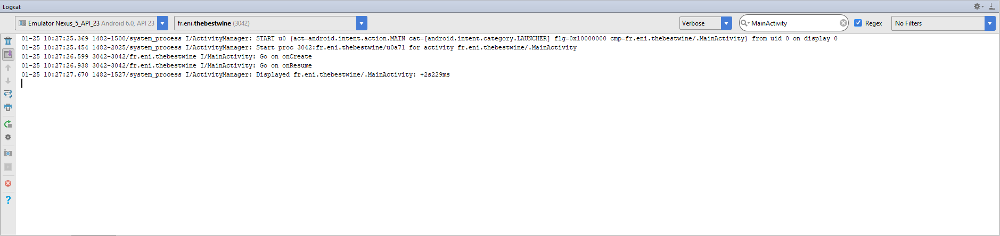 Logcat
Emulator Nexus_5_API_23 Android 6.0, API 23 fr.eni.thebestwine (3042) Verbose MainActivity Regex No Filters
01-25 10:27:25.369 1482-1500/system_process I/ActivityManager: START u0 {act=android.intent.action.MAIN cat=[android.intent.category.LAUNCHER] flg=0x10000000 cmp=fr.eni.thebestwine/.MainActivity} from uid 0 on display 0
01-25 10:27:25.454 1482-2025/system_process I/ActivityManager: Start proc 3042:fr.eni.thebestwine/u0a71 for activity fr.eni.thebestwine/.MainActivity
01-25 10:27:26.599 3042-3042/fr.eni.thebestwine I/MainActivity: Go on onCreate
01-25 10:27:26.938 3042-3042/fr.eni.thebestwine I/MainActivity: Go on onResume
01-25 10:27:27.670 1482-1527/system_process I/ActivityManager: Displayed fr.eni.thebestwine/.MainActivity: +2s229ms